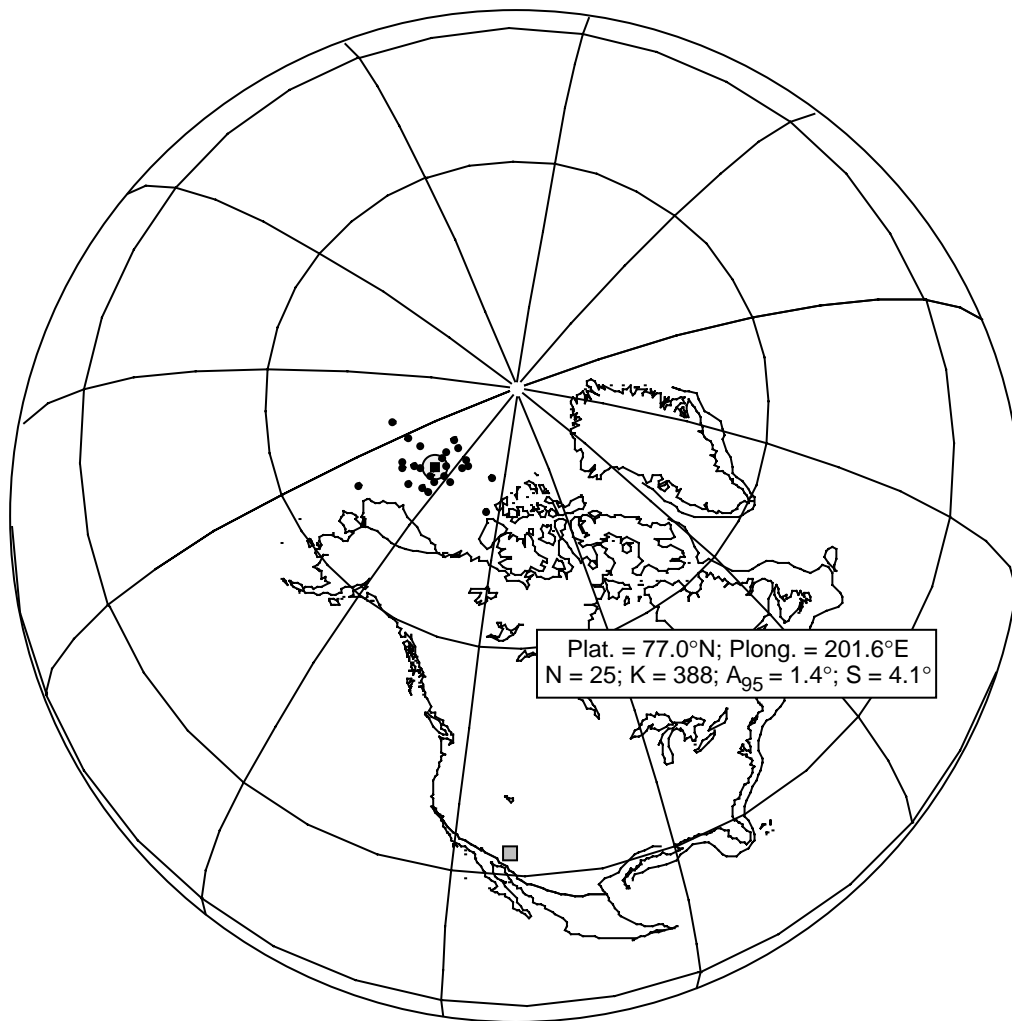 Plat. = 77.0°N; Plong. = 201.6°E
N = 25; K = 388; A95 = 1.4°; S = 4.1°